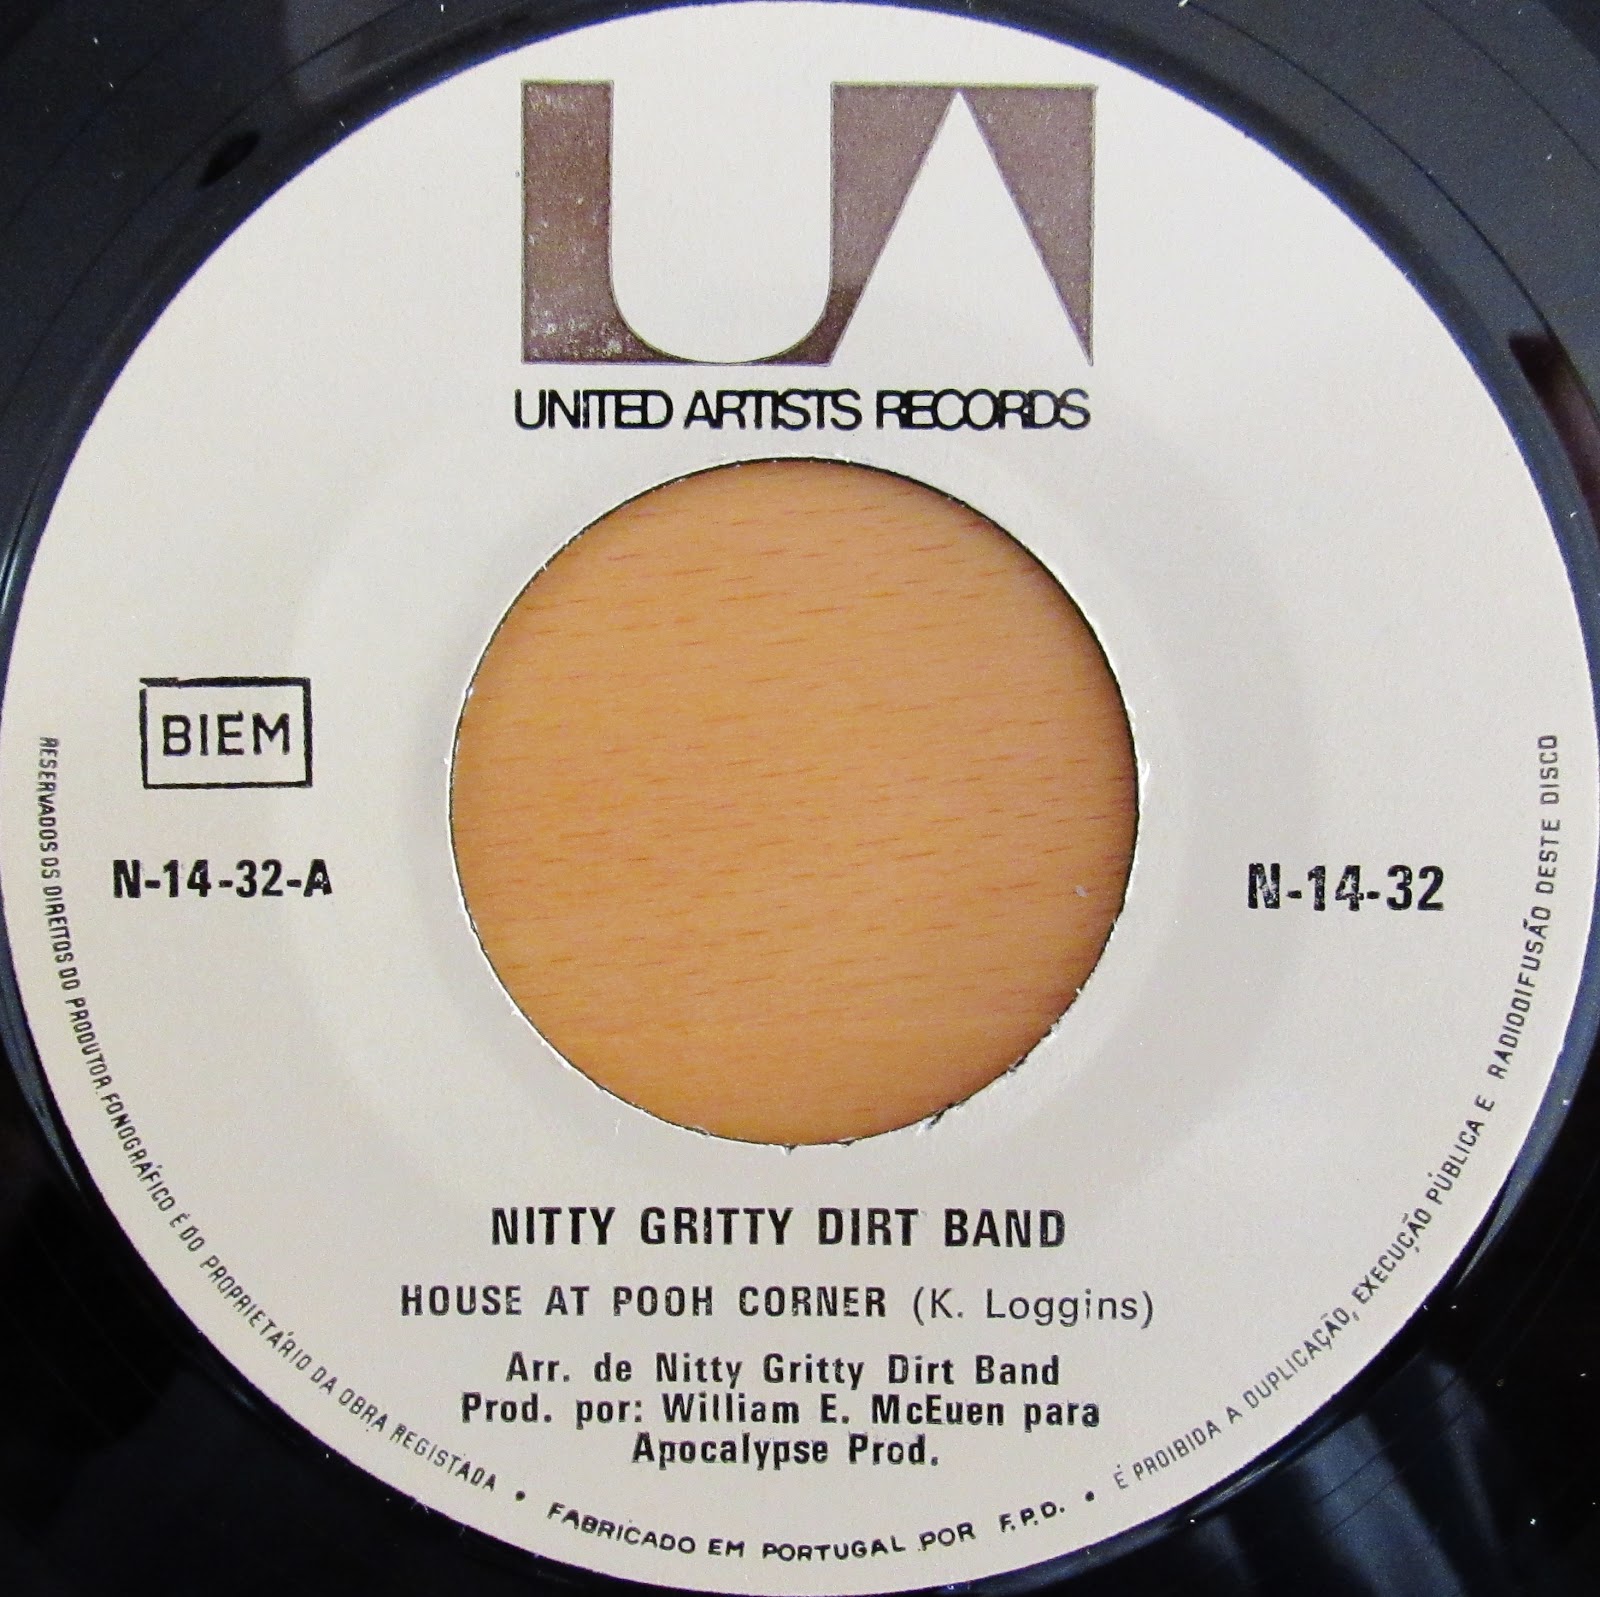 UA
UNITED ARTISTS RECORDS
BIEM
N-14-32-A
N-14-32
NITTY GRITTY DIRT BAND
HOUSE AT POOH CORNER (K. Loggins)
Arr. de Nitty Gritty Dirt Band
Prod. por: William E. McEuen para
Apocalypse Prod.
RESERVADOS OS DIREITOS DO PRODUTOR FONOGRÁFICO E DO PROPRIETÁRIO DA OBRA REGISTADA • FABRICADO EM PORTUGAL POR F.P.D. • É PROIBIDA A DUPLICAÇÃO, EXECUÇÃO PÚBLICA E RADIODIFUSÃO DESTE DISCO